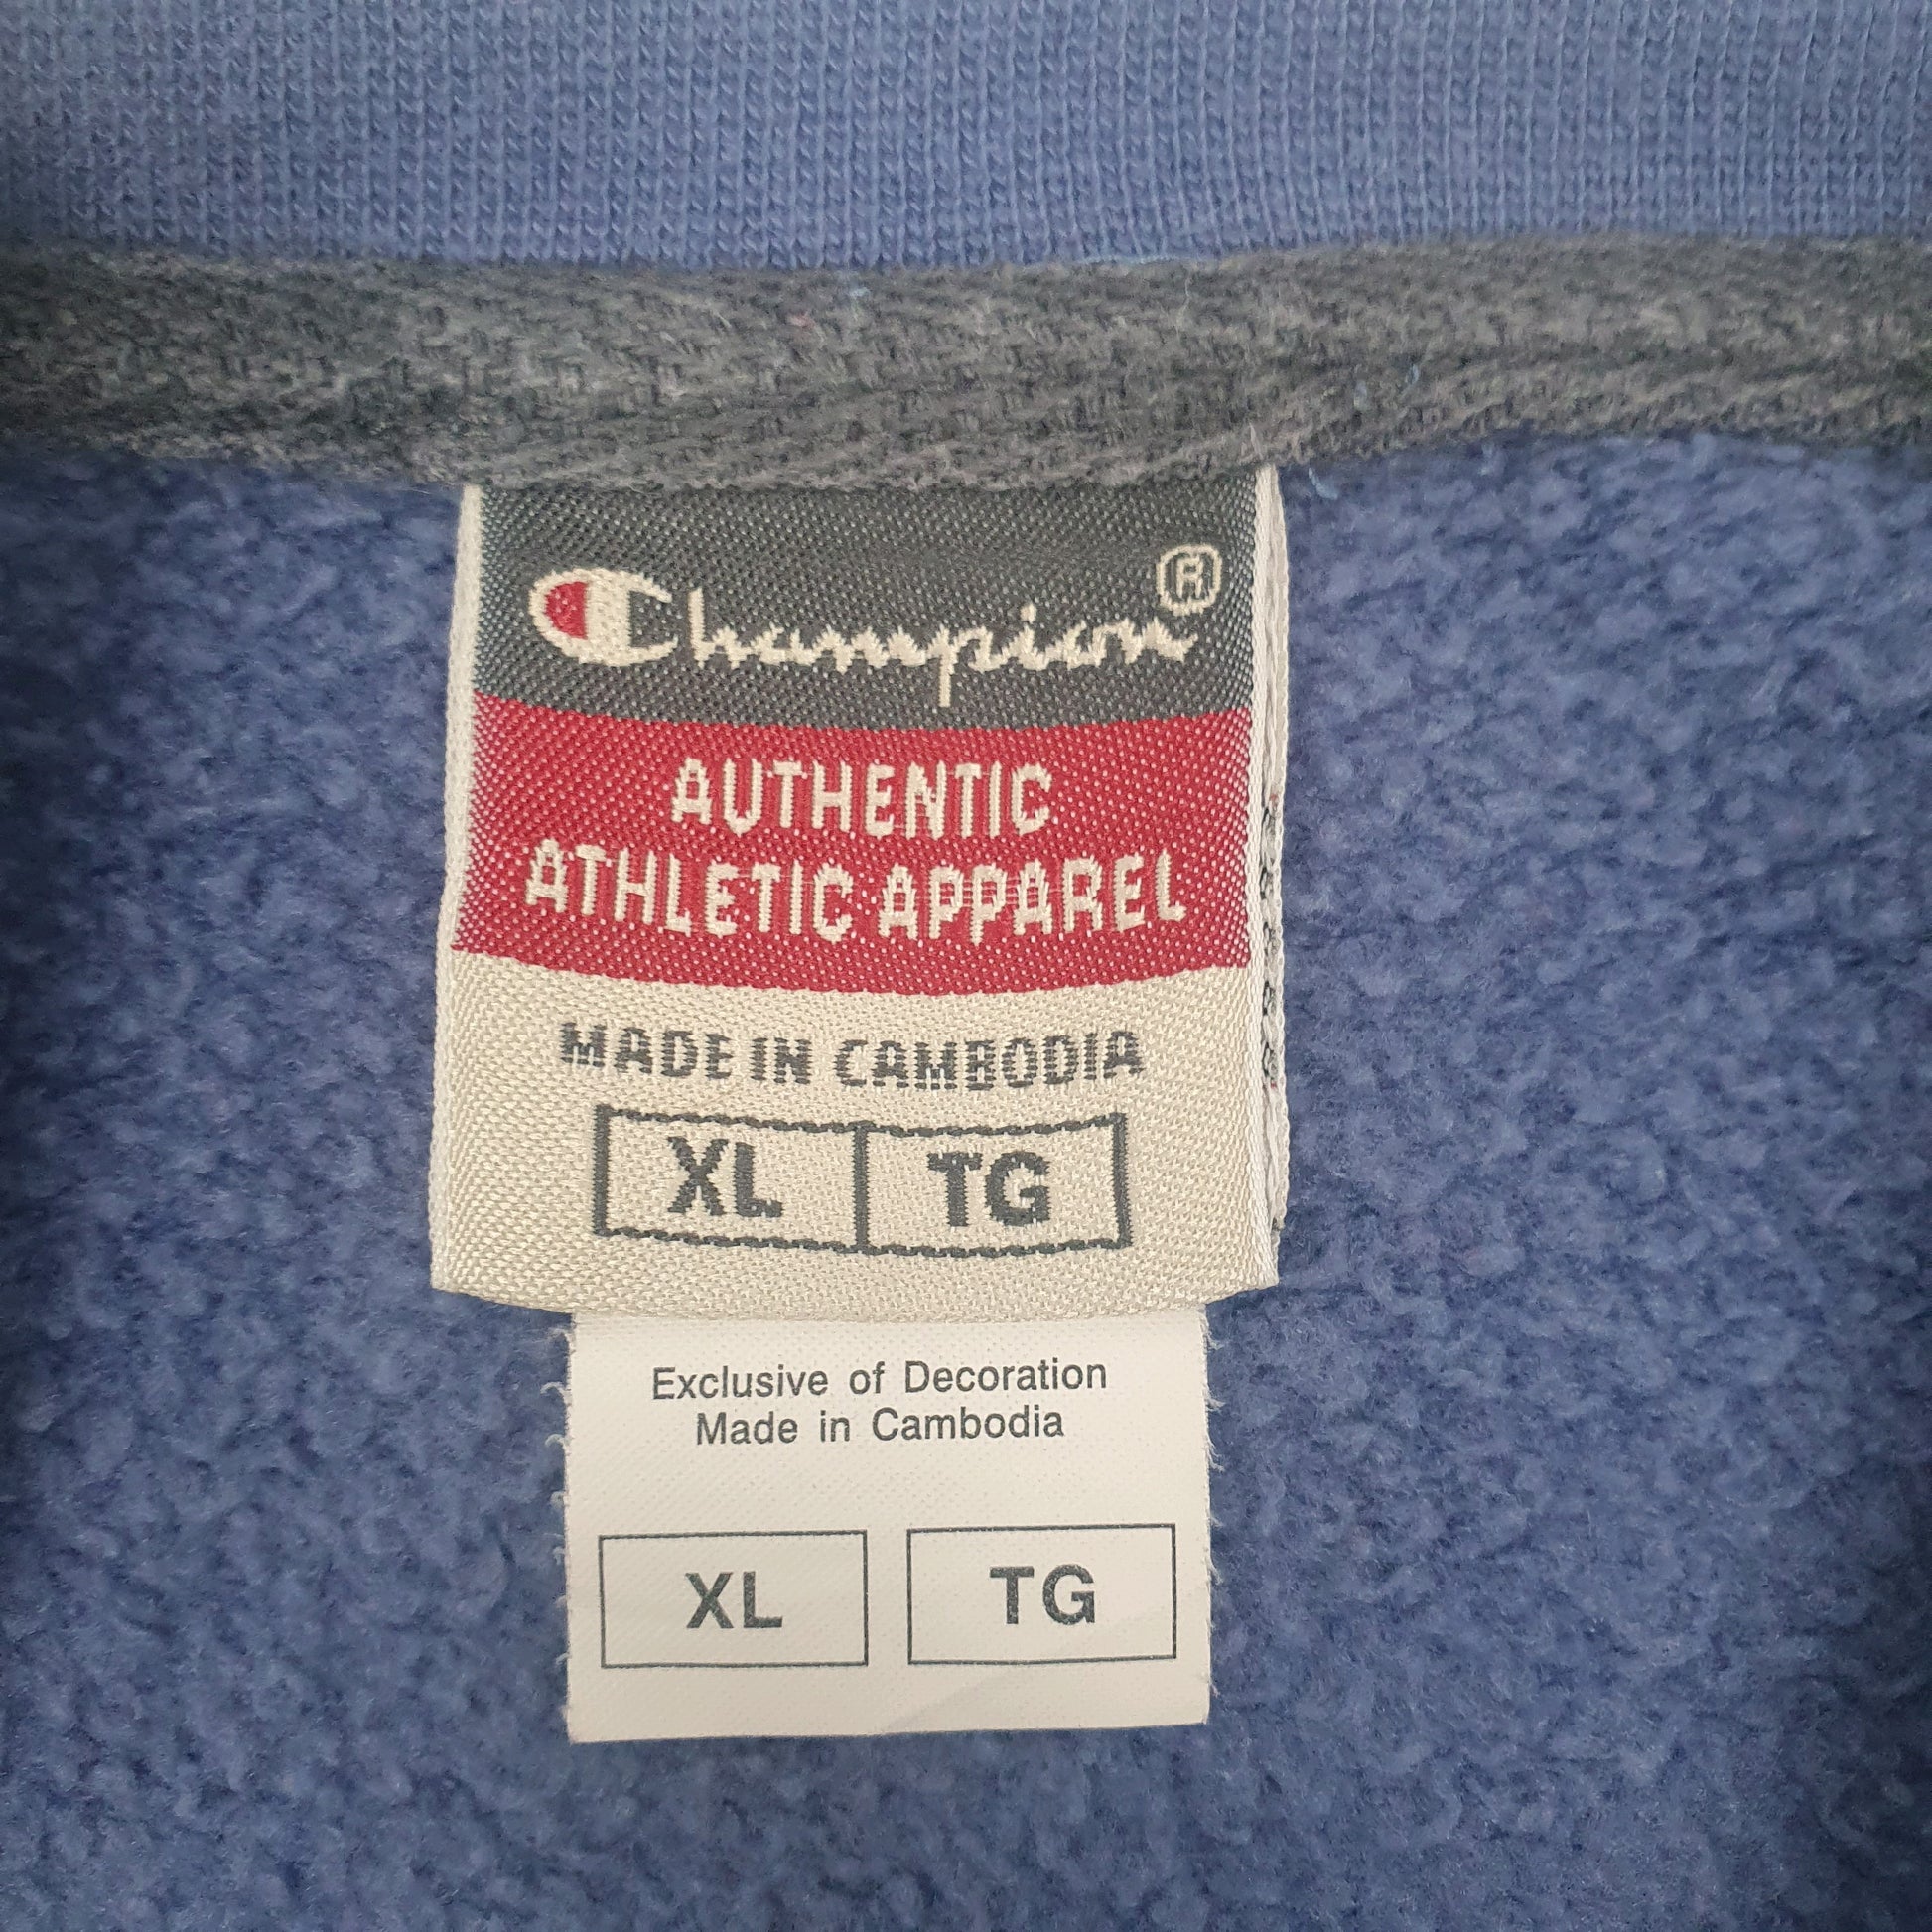 Champion®
AUTHENTIC
ATHLETIC APPAREL
MADE IN CAMBODIA
XL TG
Exclusive of Decoration
Made in Cambodia
XL TG